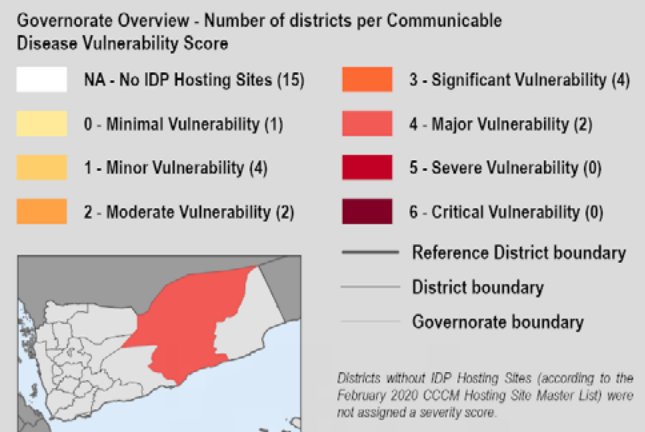 Governorate Overview - Number of districts per Communicable
Disease Vulnerability Score
NA - No IDP Hosting Sites (15)
0 - Minimal Vulnerability (1)
1 - Minor Vulnerability (4)
2 - Moderate Vulnerability (2)
3 - Significant Vulnerability (4)
4 - Major Vulnerability (2)
5 - Severe Vulnerability (0)
6 - Critical Vulnerability (0)
Reference District boundary
District boundary
Governorate boundary
Districts without IDP Hosting Sites (according to the
February 2020 CCCM Hosting Site Master List) were
not assigned a severity score.